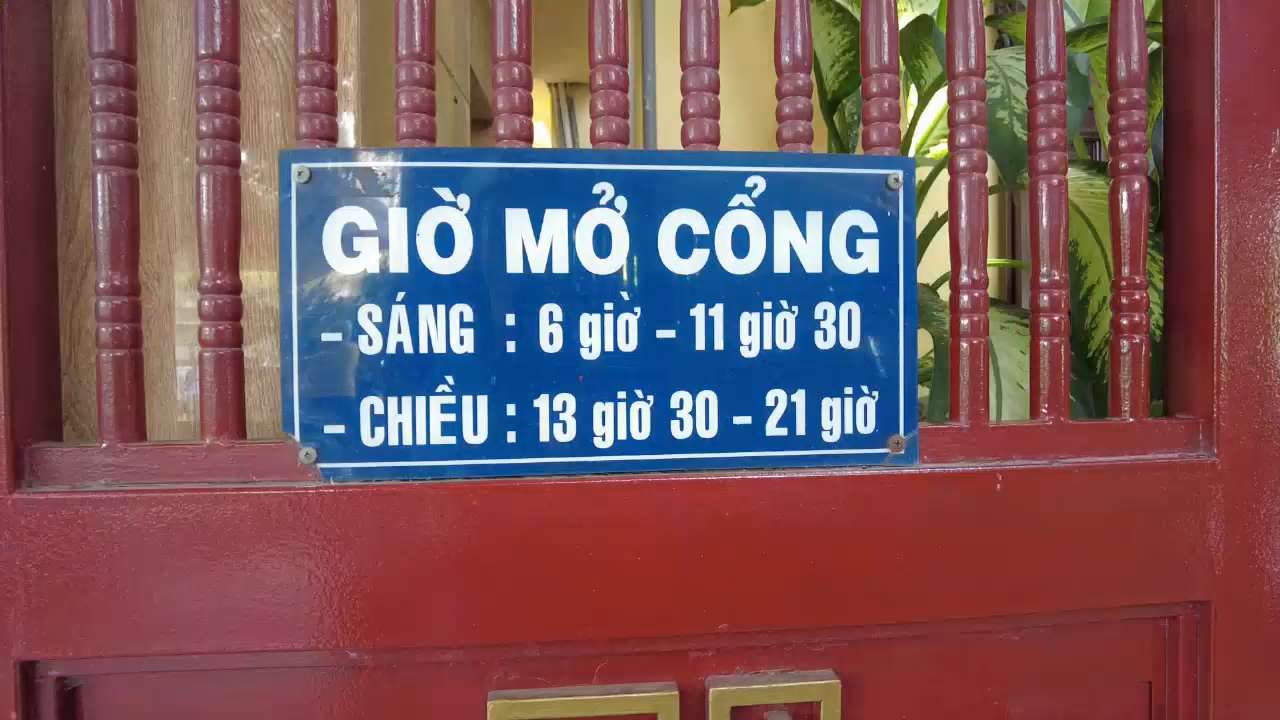 GIỜ MỞ CỔNG
- SÁNG : 6 giờ - 11 giờ 30
- CHIỀU : 13 giờ 30 - 21 giờ